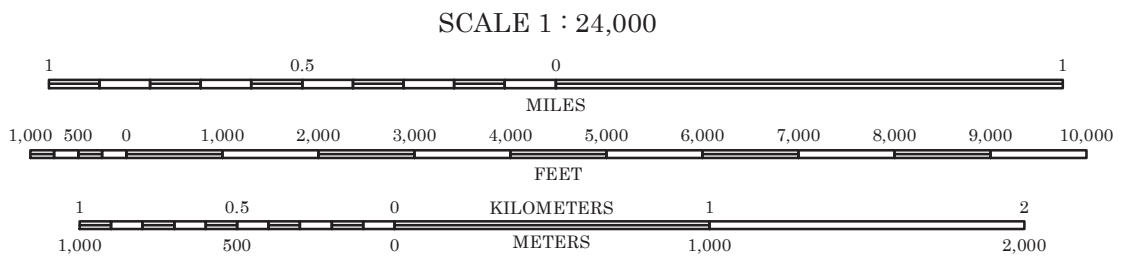 SCALE 1 : 24,000
1 0.5 0 1
MILES
1,000 500 0 1,000 2,000 3,000 4,000 5,000 6,000 7,000 8,000 9,000 10,000
FEET
1 0.5 0 KILOMETERS 1 2
1,000 500 0 METERS 1,000 2,000